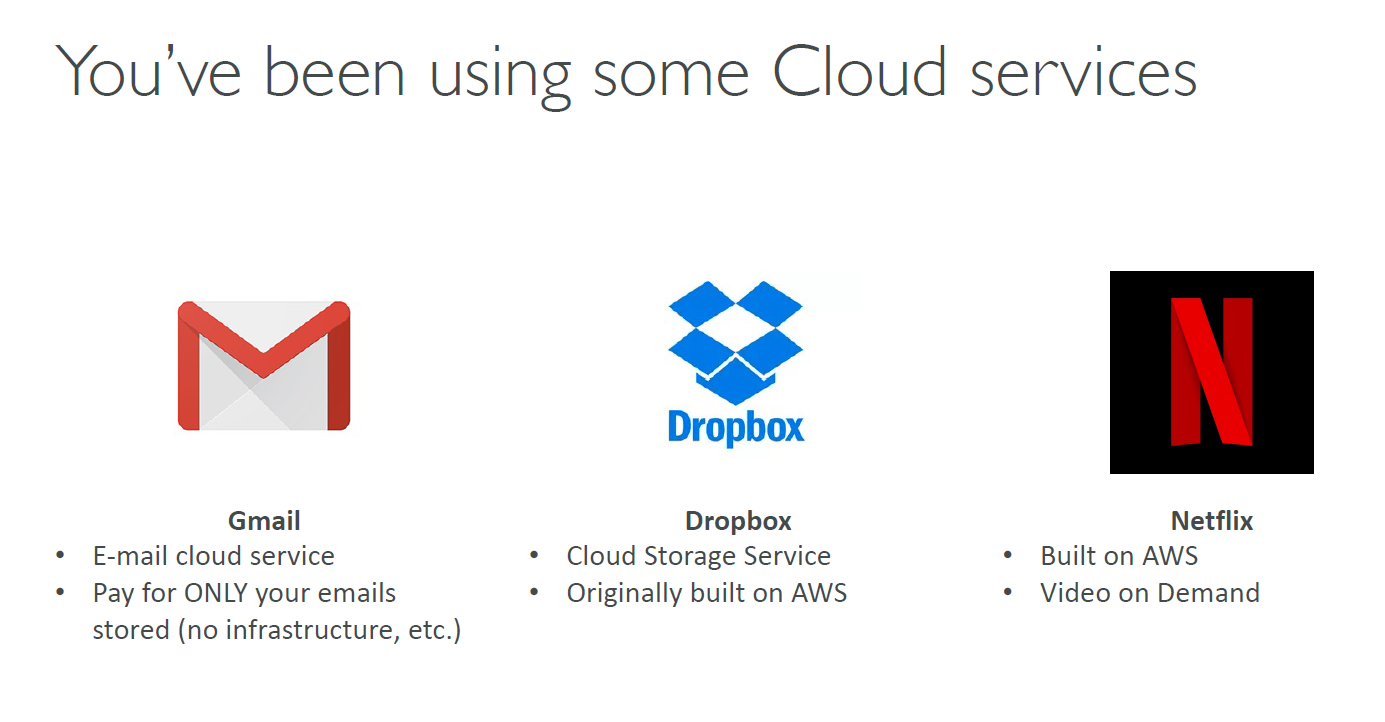 You've been using some Cloud services
Dropbox
Gmail
• E-mail cloud service
• Pay for ONLY your emails
stored (no infrastructure, etc.)
Dropbox
• Cloud Storage Service
• Originally built on AWS
Netflix
• Built on AWS
• Video on Demand